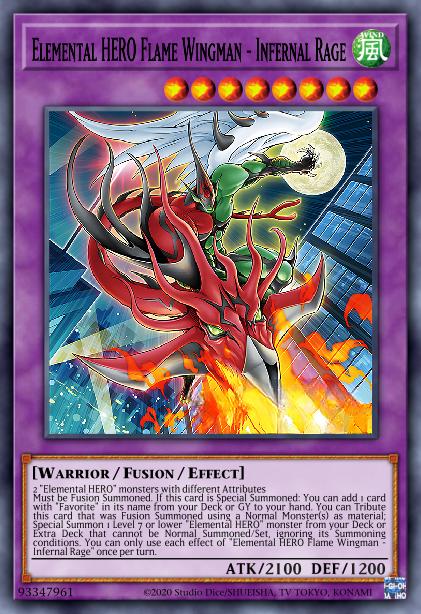 Elemental HERO Flame Wingman - Infernal Rage
WIND
風
[Warrior / Fusion / Effect]
2 "Elemental HERO" monsters with different Attributes
Must be Fusion Summoned. If this card is Special Summoned: You can add 1 card
with "Favorite" in its name from your Deck or GY to your hand. You can Tribute
this card that was Fusion Summoned using a Normal Monster(s) as material;
Special Summon 1 Level 7 or lower "Elemental HERO" monster from your Deck or
Extra Deck that cannot be Normal Summoned/Set, ignoring its Summoning
conditions. You can only use each effect of "Elemental HERO Flame Wingman -
Infernal Rage" once per turn.
ATK/2100 DEF/1200
93347961
©2020 Studio Dice/SHUEISHA, TV TOKYO, KONAMI